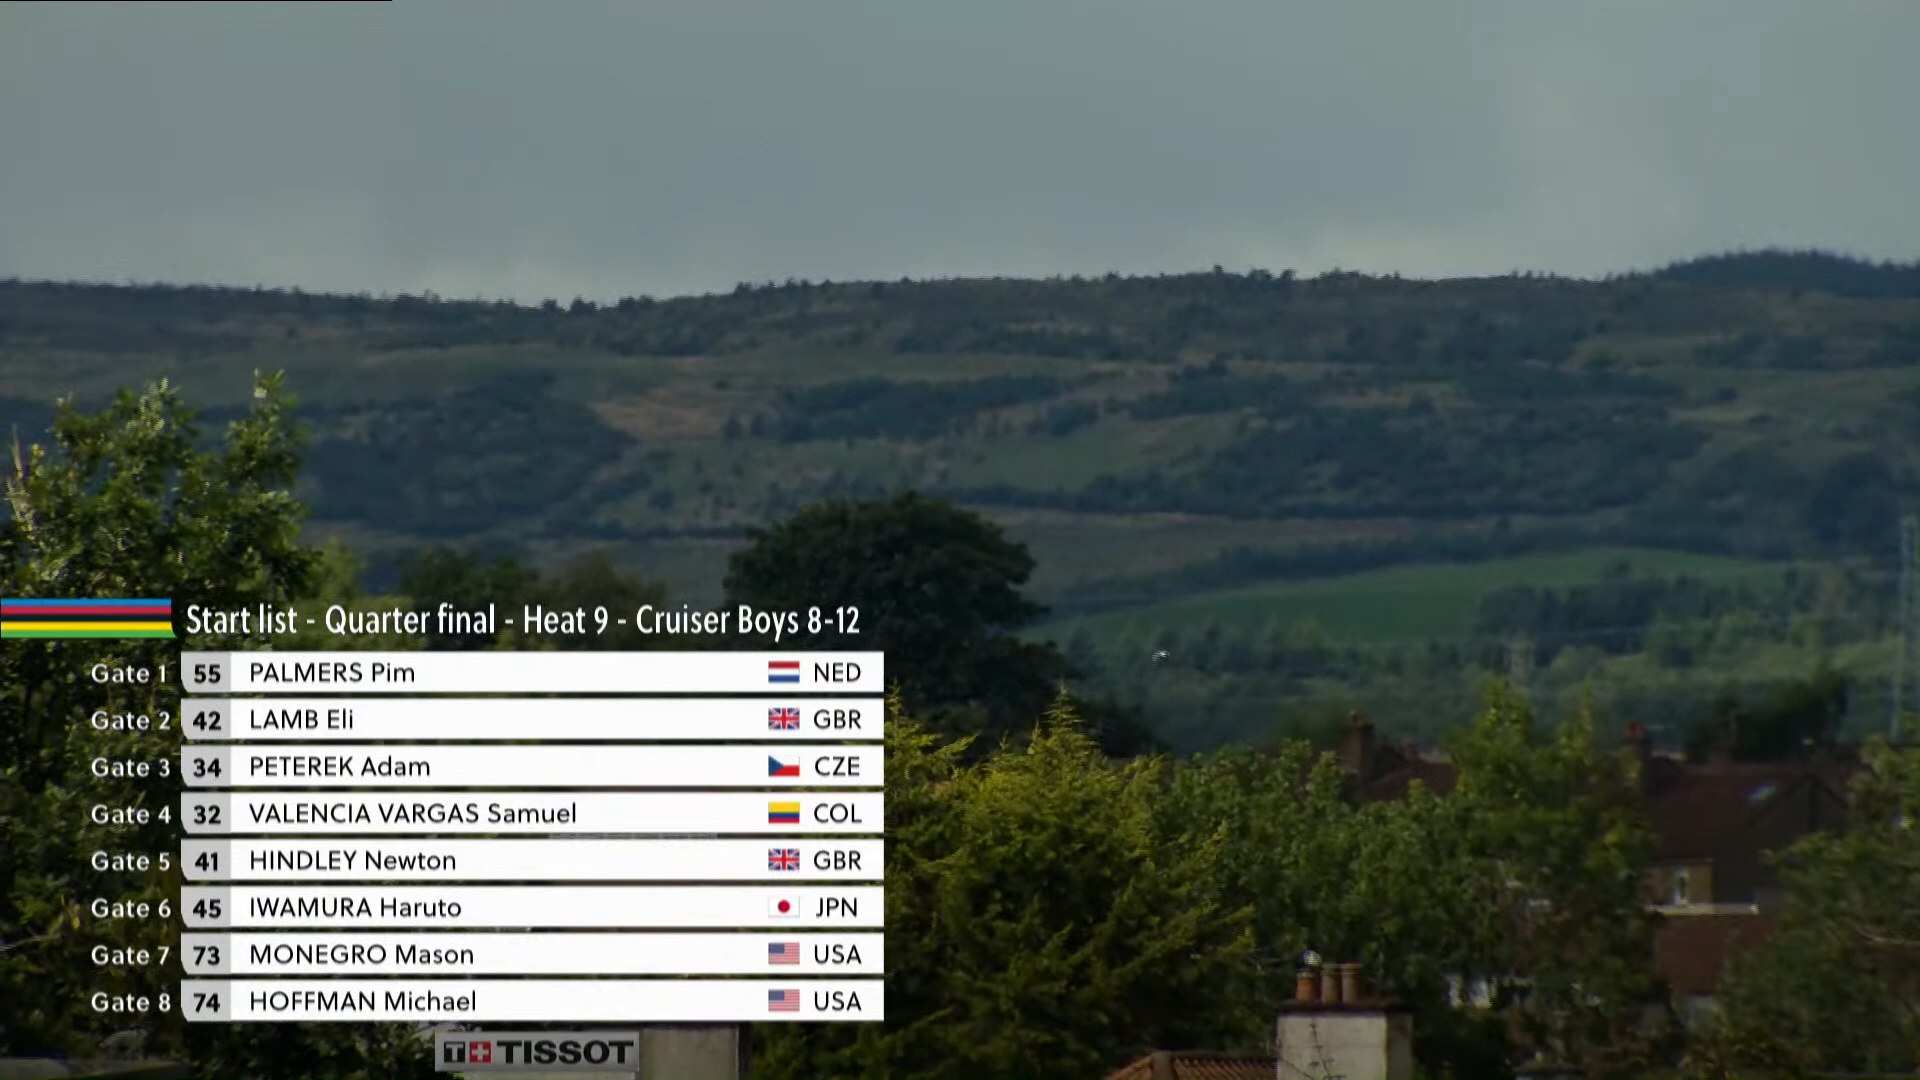 Start list - Quarter final - Heat 9 - Cruiser Boys 8-12
Gate 1 55 PALMERS Pim NED
Gate 2 42 LAMB Eli GBR
Gate 3 34 PETEREK Adam CZE
Gate 4 32 VALENCIA VARGAS Samuel COL
Gate 5 41 HINDLEY Newton GBR
Gate 6 45 IWAMURA Haruto JPN
Gate 7 73 MONEGRO Mason USA
Gate 8 74 HOFFMAN Michael USA
T+ TISSOT